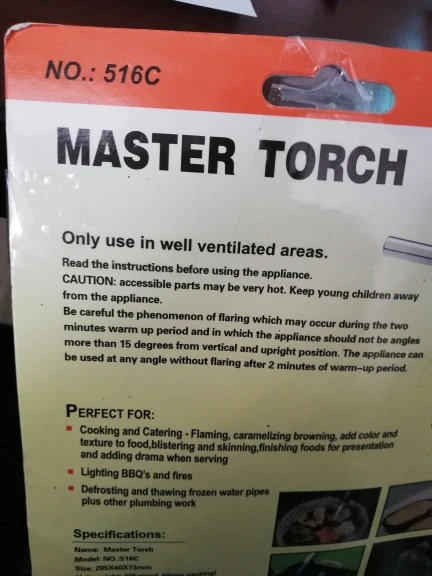 NO.: 516C
MASTER TORCH
Only use in well ventilated areas.
Read the instructions before using the appliance.
CAUTION: accessible parts may be very hot. Keep young children away
from the appliance.
Be careful the phenomenon of flaring which may occur during the two
minutes warm up period and in which the appliance should not be angles
more than 15 degrees from vertical and upright position. The appliance can
be used at any angle without flaring after 2 minutes of warm-up period.
PERFECT FOR:
Cooking and Catering - Flaming, caramelizing browning, add color and
texture to food,blistering and skinning,finishing foods for presentation
and adding drama when serving
Lighting BBQ's and fires
Defrosting and thawing frozen water pipes
plus other plumbing work
Specifications:
Name: Master Torch
Model: NO.:516C
Size: 205X40X73mm